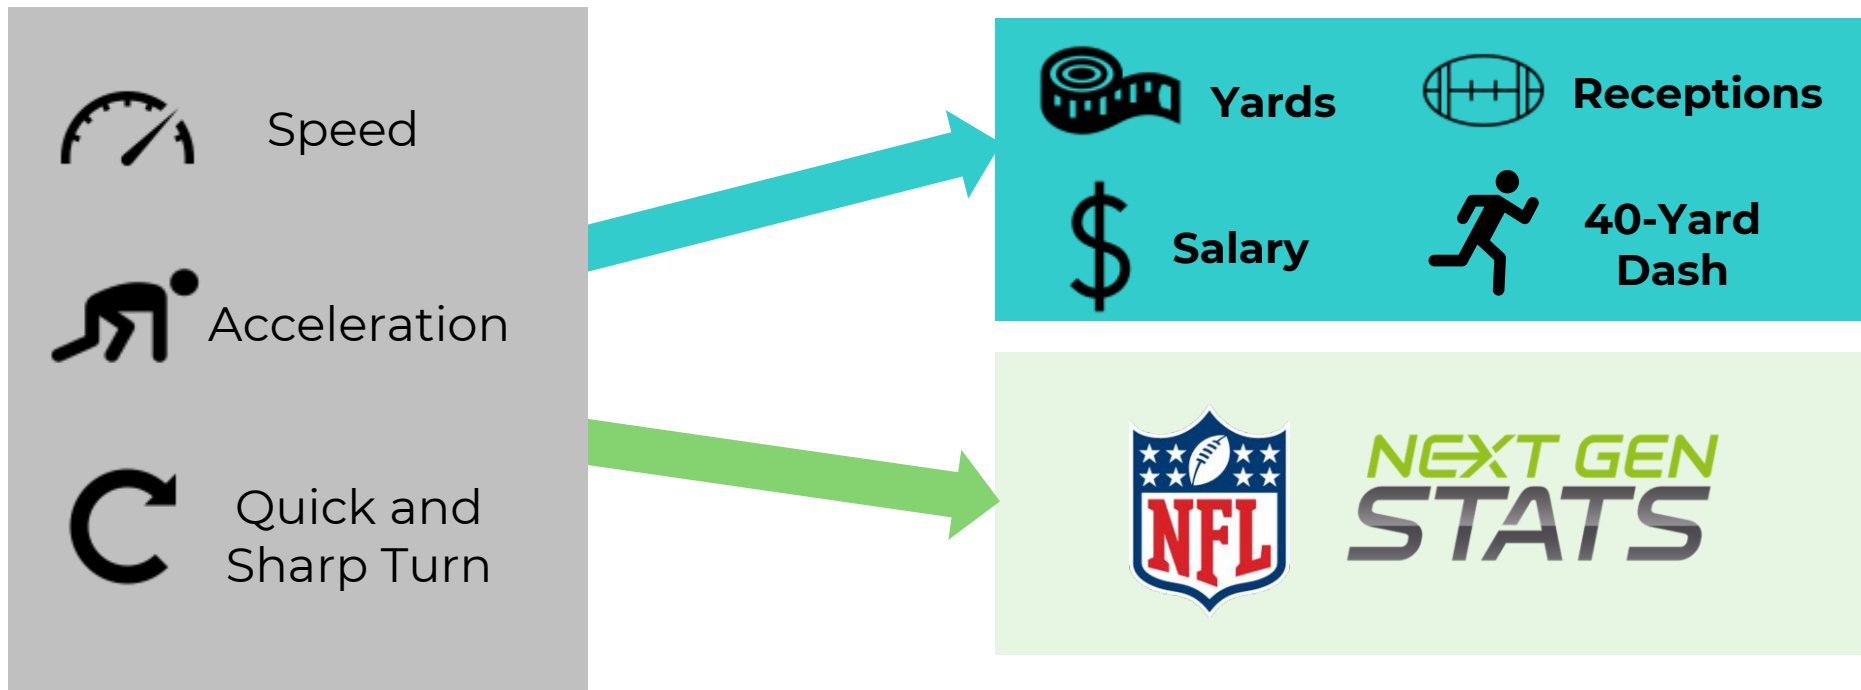 Speed
Acceleration
Quick and
Sharp Turn
Yards
Receptions
Salary
40-Yard
Dash
NFL
NEXT GEN
STATS